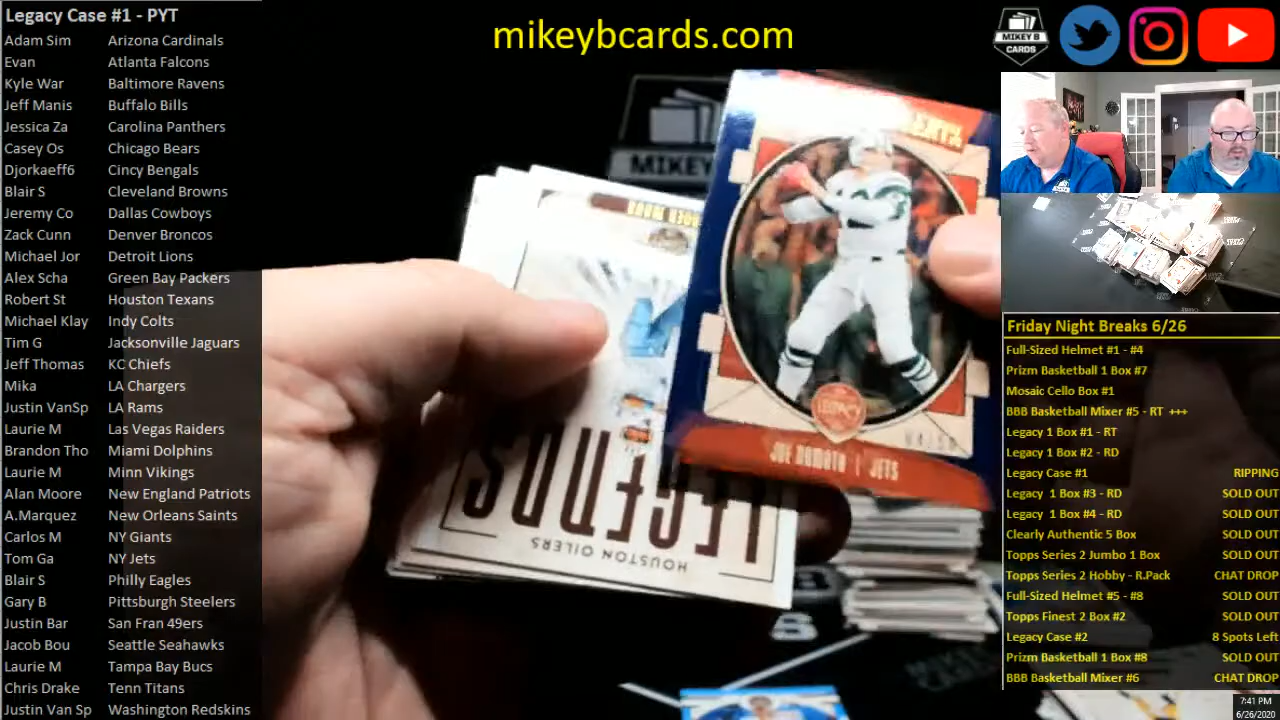 Legacy Case #1 - PYT
Adam Sim Arizona Cardinals
Evan Atlanta Falcons
Kyle War Baltimore Ravens
Jeff Manis Buffalo Bills
Jessica Za Carolina Panthers
Casey Os Chicago Bears
Djorkaeff6 Cincy Bengals
Blair S Cleveland Browns
Jeremy Co Dallas Cowboys
Zack Cunn Denver Broncos
Michael Jor Detroit Lions
Alex Scha Green Bay Packers
Robert St Houston Texans
Michael Klay Indy Colts
Tim G Jacksonville Jaguars
Jeff Thomas KC Chiefs
Mika LA Chargers
Justin VanSp LA Rams
Laurie M Las Vegas Raiders
Brandon Tho Miami Dolphins
Laurie M Minn Vikings
Alan Moore New England Patriots
A.Marquez New Orleans Saints
Carlos M NY Giants
Tom Ga NY Jets
Blair S Philly Eagles
Gary B Pittsburgh Steelers
Justin Bar San Fran 49ers
Jacob Bou Seattle Seahawks
Laurie M Tampa Bay Bucs
Chris Drake Tenn Titans
Justin Van Sp Washington Redskins
mikeybcards.com
MIKEY B
CARDS
MIKEY
LEGACY
JOE NAMATH | JETS
LEGENDS
HOUSTON OILERS
Friday Night Breaks 6/26
Full-Sized Helmet #1 - #4
Prizm Basketball 1 Box #7
Mosaic Cello Box #1
BBB Basketball Mixer #5 - RT +++
Legacy 1 Box #1 - RT
Legacy 1 Box #2 - RD
Legacy Case #1 RIPPING
Legacy 1 Box #3 - RD SOLD OUT
Legacy 1 Box #4 - RD SOLD OUT
Clearly Authentic 5 Box SOLD OUT
Topps Series 2 Jumbo 1 Box SOLD OUT
Topps Series 2 Hobby - R.Pack CHAT DROP
Full-Sized Helmet #5 - #8 SOLD OUT
Topps Finest 2 Box #2 SOLD OUT
Legacy Case #2 8 Spots Left
Prizm Basketball 1 Box #8 SOLD OUT
BBB Basketball Mixer #6 CHAT DROP
7:41 PM
6/26/2020